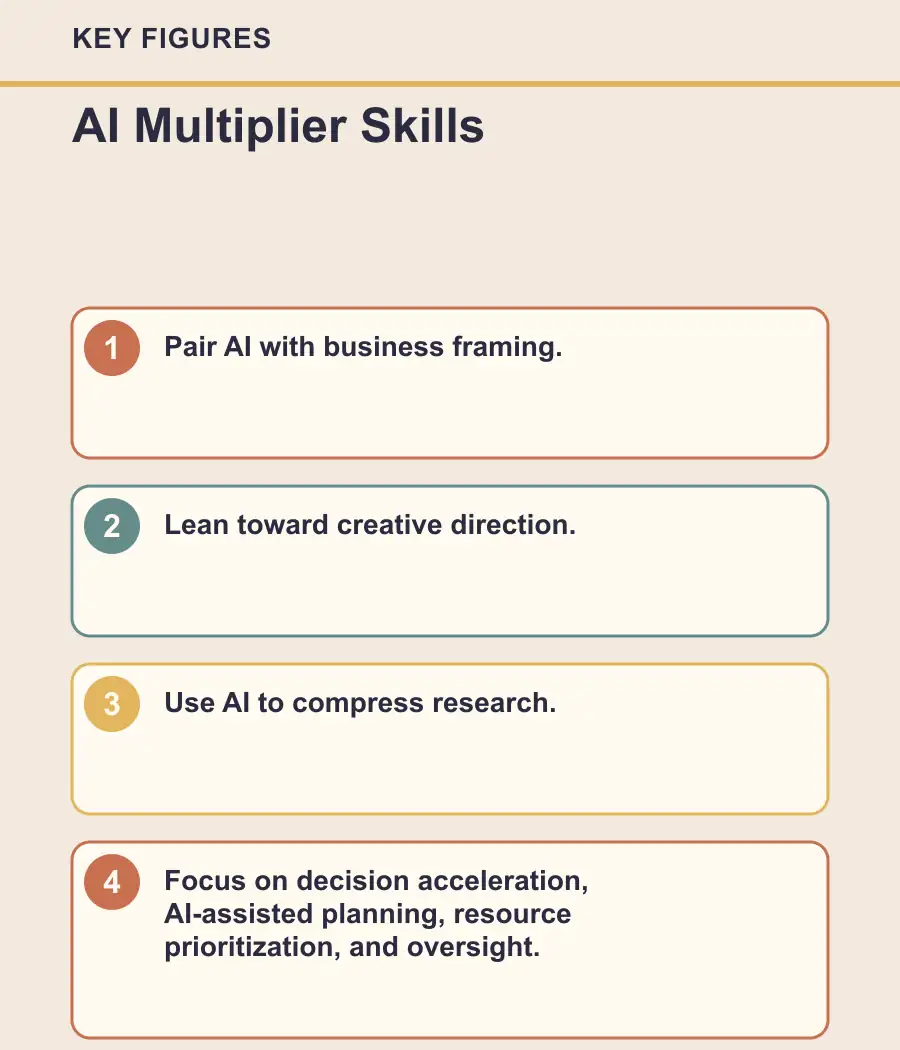 KEY FIGURES
AI Multiplier Skills
1
Pair AI with business framing.
2
Lean toward creative direction.
3
Use AI to compress research.
4
Focus on decision acceleration,
AI-assisted planning, resource
prioritization, and oversight.